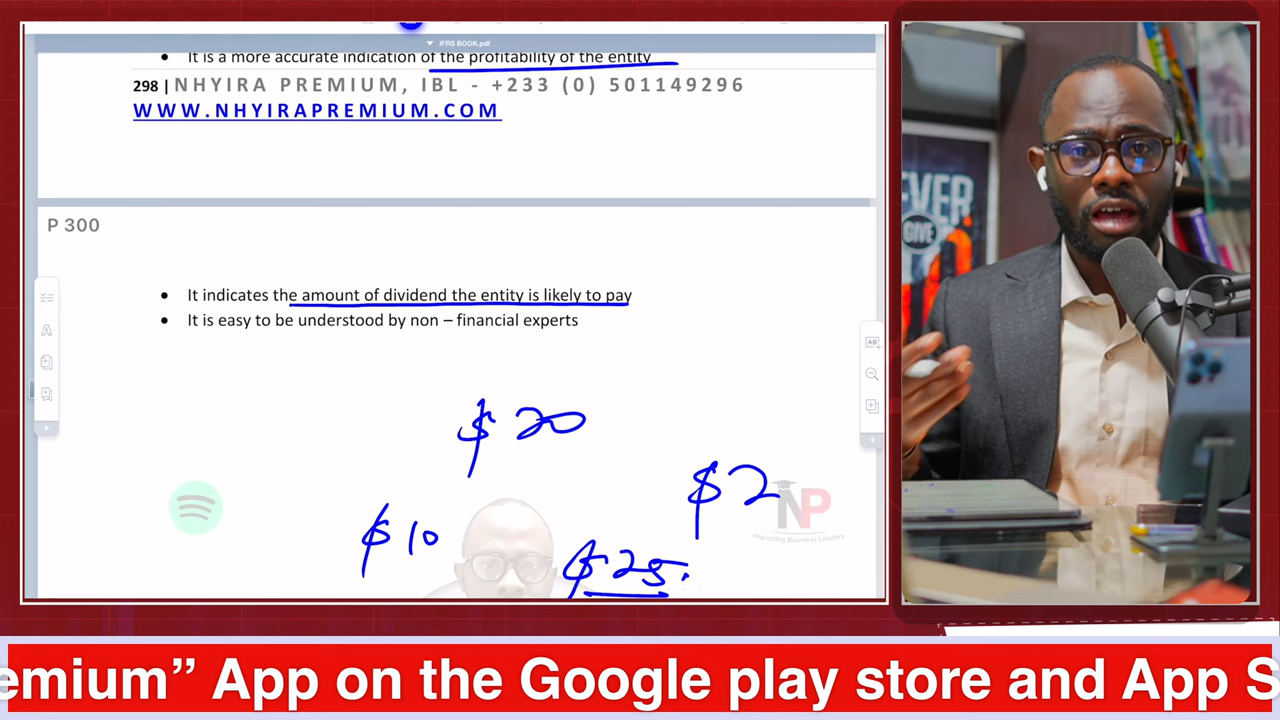 IFRS BOOK.pdf
It is a more accurate indication of the profitability of the entity
298 | NHYIRA PREMIUM, IBL - +233 (0) 501149296
WWW.NHYIRAPREMIUM.COM
P 300
It indicates the amount of dividend the entity is likely to pay
It is easy to be understood by non – financial experts
$ 20
$ 2
$ 10
$ 25.
NP
Impacting Business Leaders
A
AB
EVER
GIVE
emium” App on the Google play store and App S